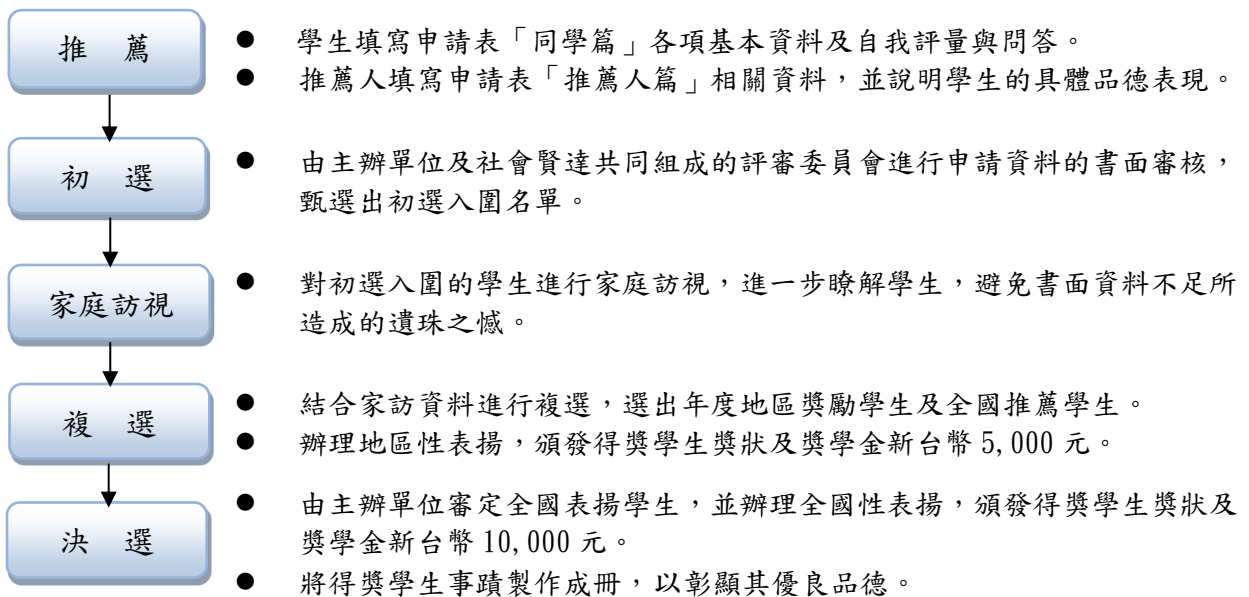 推　薦
● 學生填寫申請表「同學篇」各項基本資料及自我評量與問答。
● 推薦人填寫申請表「推薦人篇」相關資料，並說明學生的具體品德表現。
初　選
● 由主辦單位及社會賢達共同組成的評審委員會進行申請資料的書面審核，
甄選出初選入圍名單。
家庭訪視
● 對初選入圍的學生進行家庭訪視，進一步瞭解學生，避免書面資料不足所
造成的遺珠之憾。
複　選
● 結合家訪資料進行複選，選出年度地區獎勵學生及全國推薦學生。
● 辦理地區性表揚，頒發得獎學生獎狀及獎學金新台幣 5,000 元。
決　選
● 由主辦單位審定全國表揚學生，並辦理全國性表揚，頒發得獎學生獎狀及
獎學金新台幣 10,000 元。
● 將得獎學生事蹟製作成冊，以彰顯其優良品德。